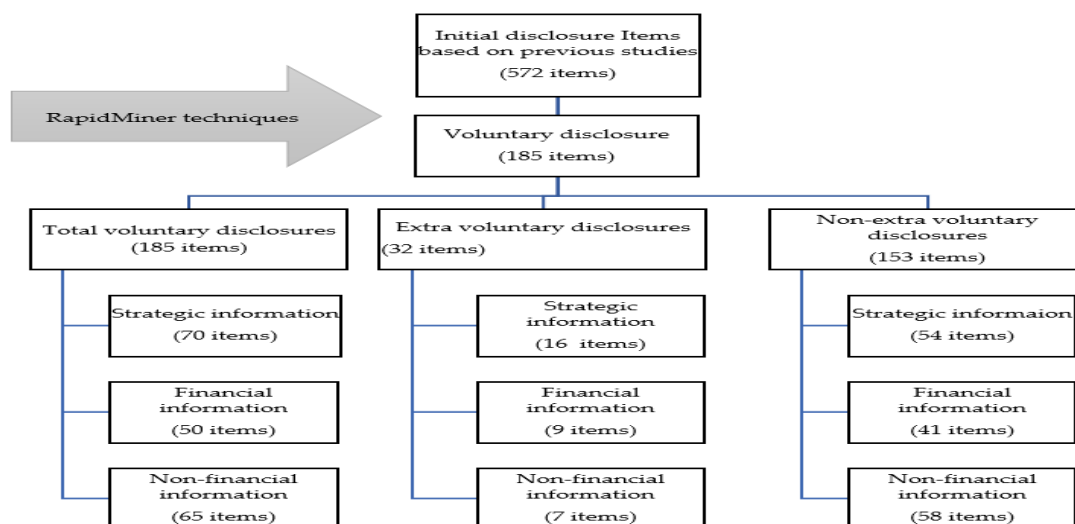 Initial disclosure Items
based on previous studies
(572 items)
RapidMiner techniques
Voluntary disclosure
(185 items)
Total voluntary disclosures
(185 items)
Strategic information
(70 items)
Financial
information
(50 items)
Non-financial
information
(65 items)
Extra voluntary disclosures
(32 items)
Strategic
information
(16 items)
Financial
information
(9 items)
Non-financial
information
(7 items)
Non-extra voluntary
disclosures
(153 items)
Strategic informaion
(54 items)
Financial
information
(41 items)
Non-financial
information
(58 items)